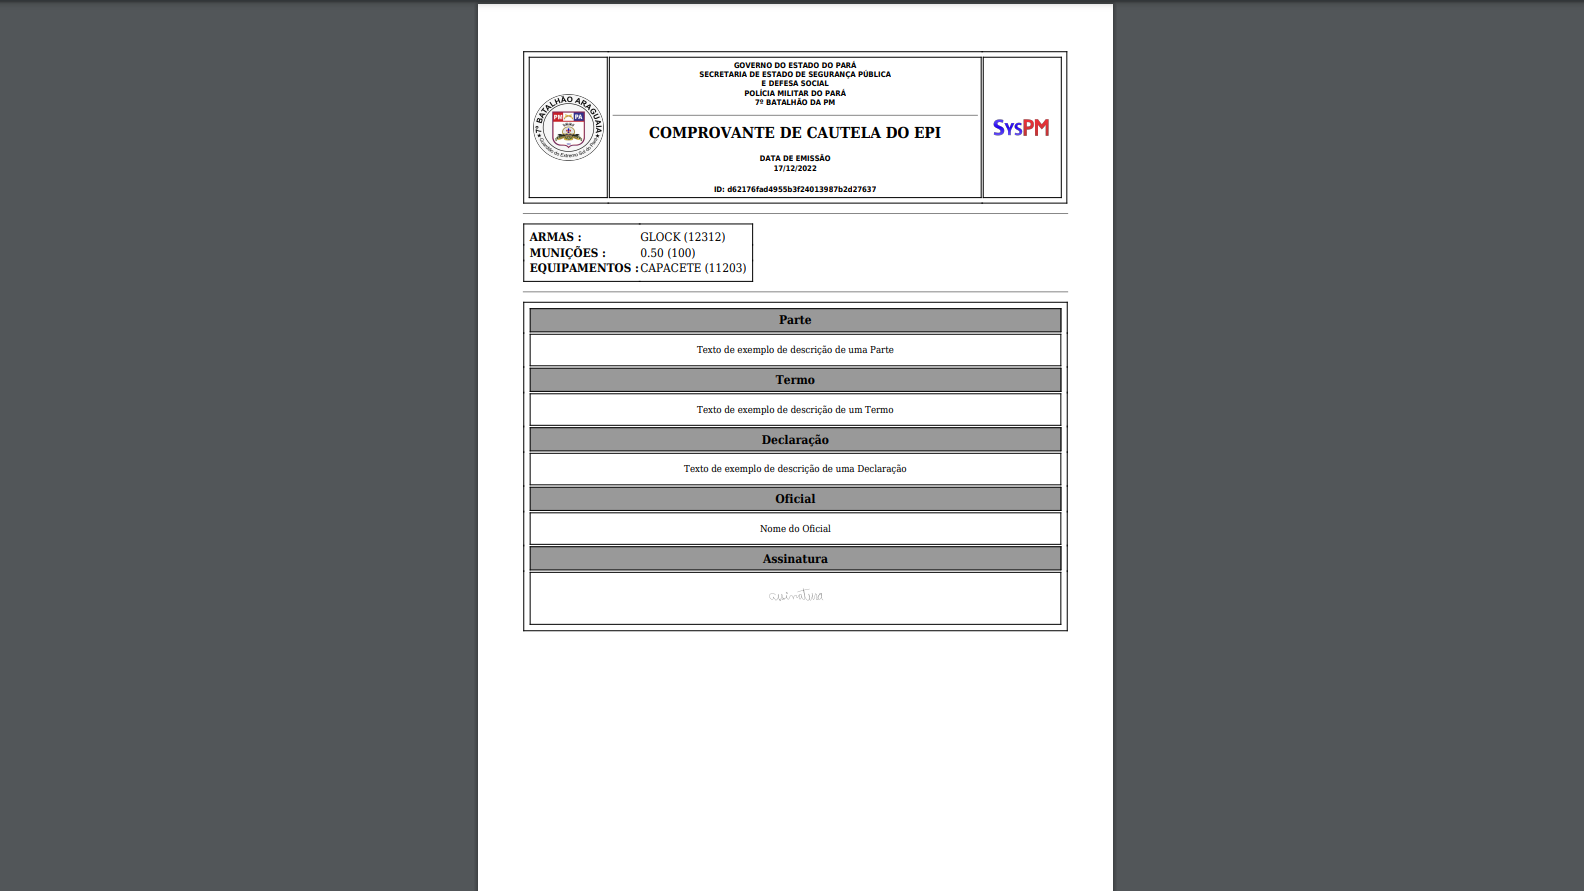 7º BATALHÃO ARAGUAIA
PM PA
Guardião do Extremo Sul do Pará
GOVERNO DO ESTADO DO PARÁ
SECRETARIA DE ESTADO DE SEGURANÇA PÚBLICA
E DEFESA SOCIAL
POLÍCIA MILITAR DO PARÁ
7º BATALHÃO DA PM
COMPROVANTE DE CAUTELA DO EPI
DATA DE EMISSÃO
17/12/2022
ID: d62176fad4955b3f24013987b2d27637
SysPM
ARMAS : GLOCK (12312)
MUNIÇÕES : 0.50 (100)
EQUIPAMENTOS : CAPACETE (11203)
Parte
Texto de exemplo de descrição de uma Parte
Termo
Texto de exemplo de descrição de um Termo
Declaração
Texto de exemplo de descrição de uma Declaração
Oficial
Nome do Oficial
Assinatura
assinatura